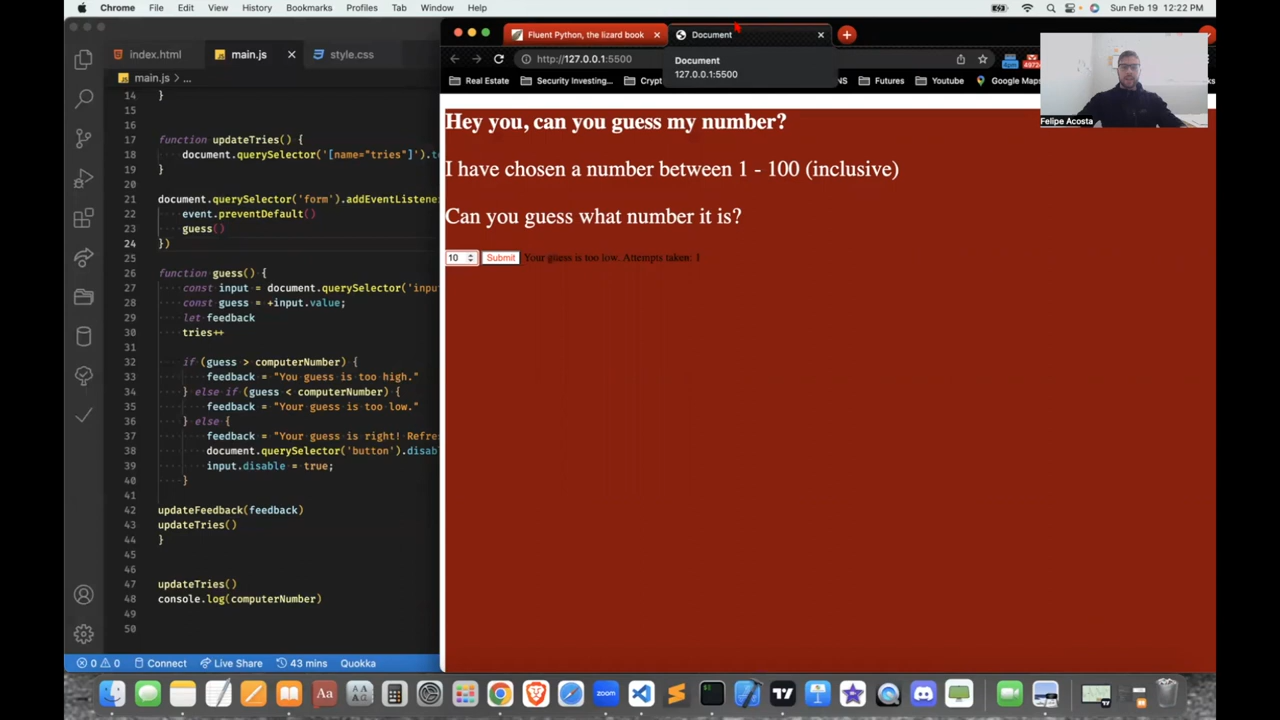 Chrome File Edit View History Bookmarks Profiles Tab Window Help Sun Feb 19 12:22 PM
index.html main.js style.css
main.js > ...
14 }
15
16
17 function updateTries() {
18 document.querySelector('[name="tries"]').te
19 }
20
21 document.querySelector('form').addEventListene
22 event.preventDefault()
23 guess()
24 })
25
26 function guess() {
27 const input = document.querySelector('input
28 const guess = +input.value;
29 let feedback
30 tries++
31
32 if (guess > computerNumber) {
33 feedback = "You guess is too high."
34 } else if (guess < computerNumber) {
35 feedback = "Your guess is too low."
36 } else {
37 feedback = "Your guess is right! Refre
38 document.querySelector('button').disab
39 input.disable = true;
40 }
41
42 updateFeedback(feedback)
43 updateTries()
44 }
45
46
47 updateTries()
48 console.log(computerNumber)
49
50
0 0 Connect Live Share 43 mins Quokka
Fluent Python, the lizard book Document
http://127.0.0.1:5500
Document
127.0.0.1:5500
Real Estate Security Investing... Crypt NS Futures Youtube Google Maps
Felipe Acosta
Hey you, can you guess my number?
I have chosen a number between 1 - 100 (inclusive)
Can you guess what number it is?
10 Submit Your guess is too low. Attempts taken: 1
Aa
zoom